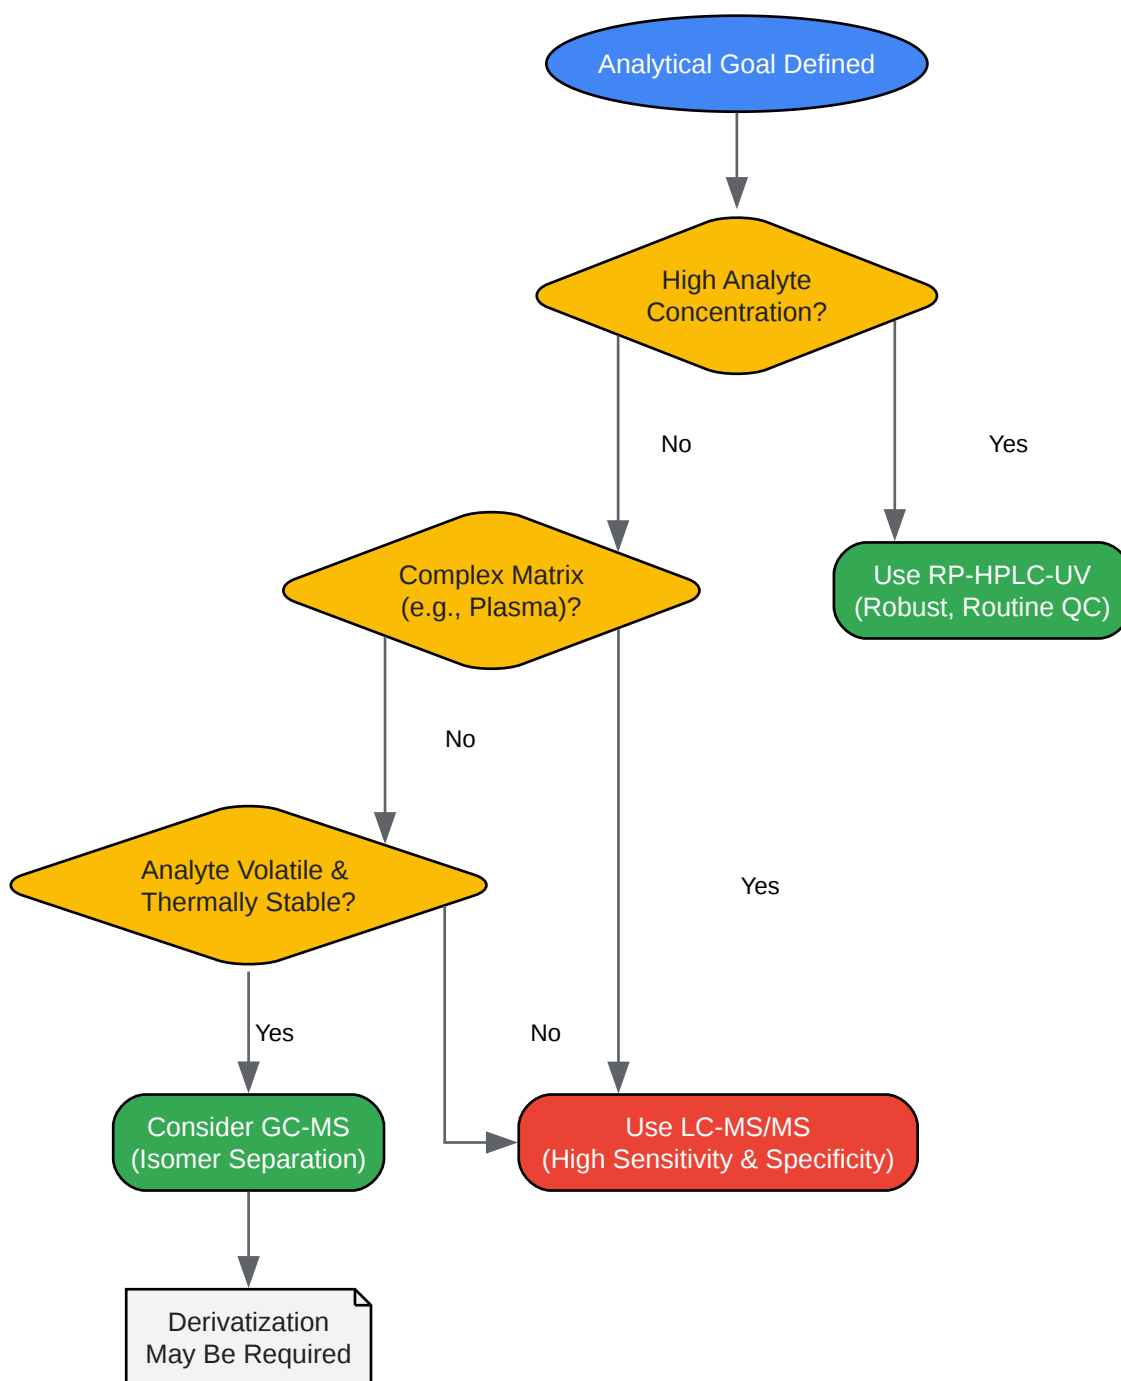 Analytical Goal Defined
High Analyte
Concentration?
No
Yes
Complex Matrix
(e.g., Plasma)?
Use RP-HPLC-UV
(Robust, Routine QC)
No
Analyte Volatile &
Thermally Stable?
Yes
Yes
No
Consider GC-MS
(Isomer Separation)
Use LC-MS/MS
(High Sensitivity & Specificity)
Derivatization
May Be Required